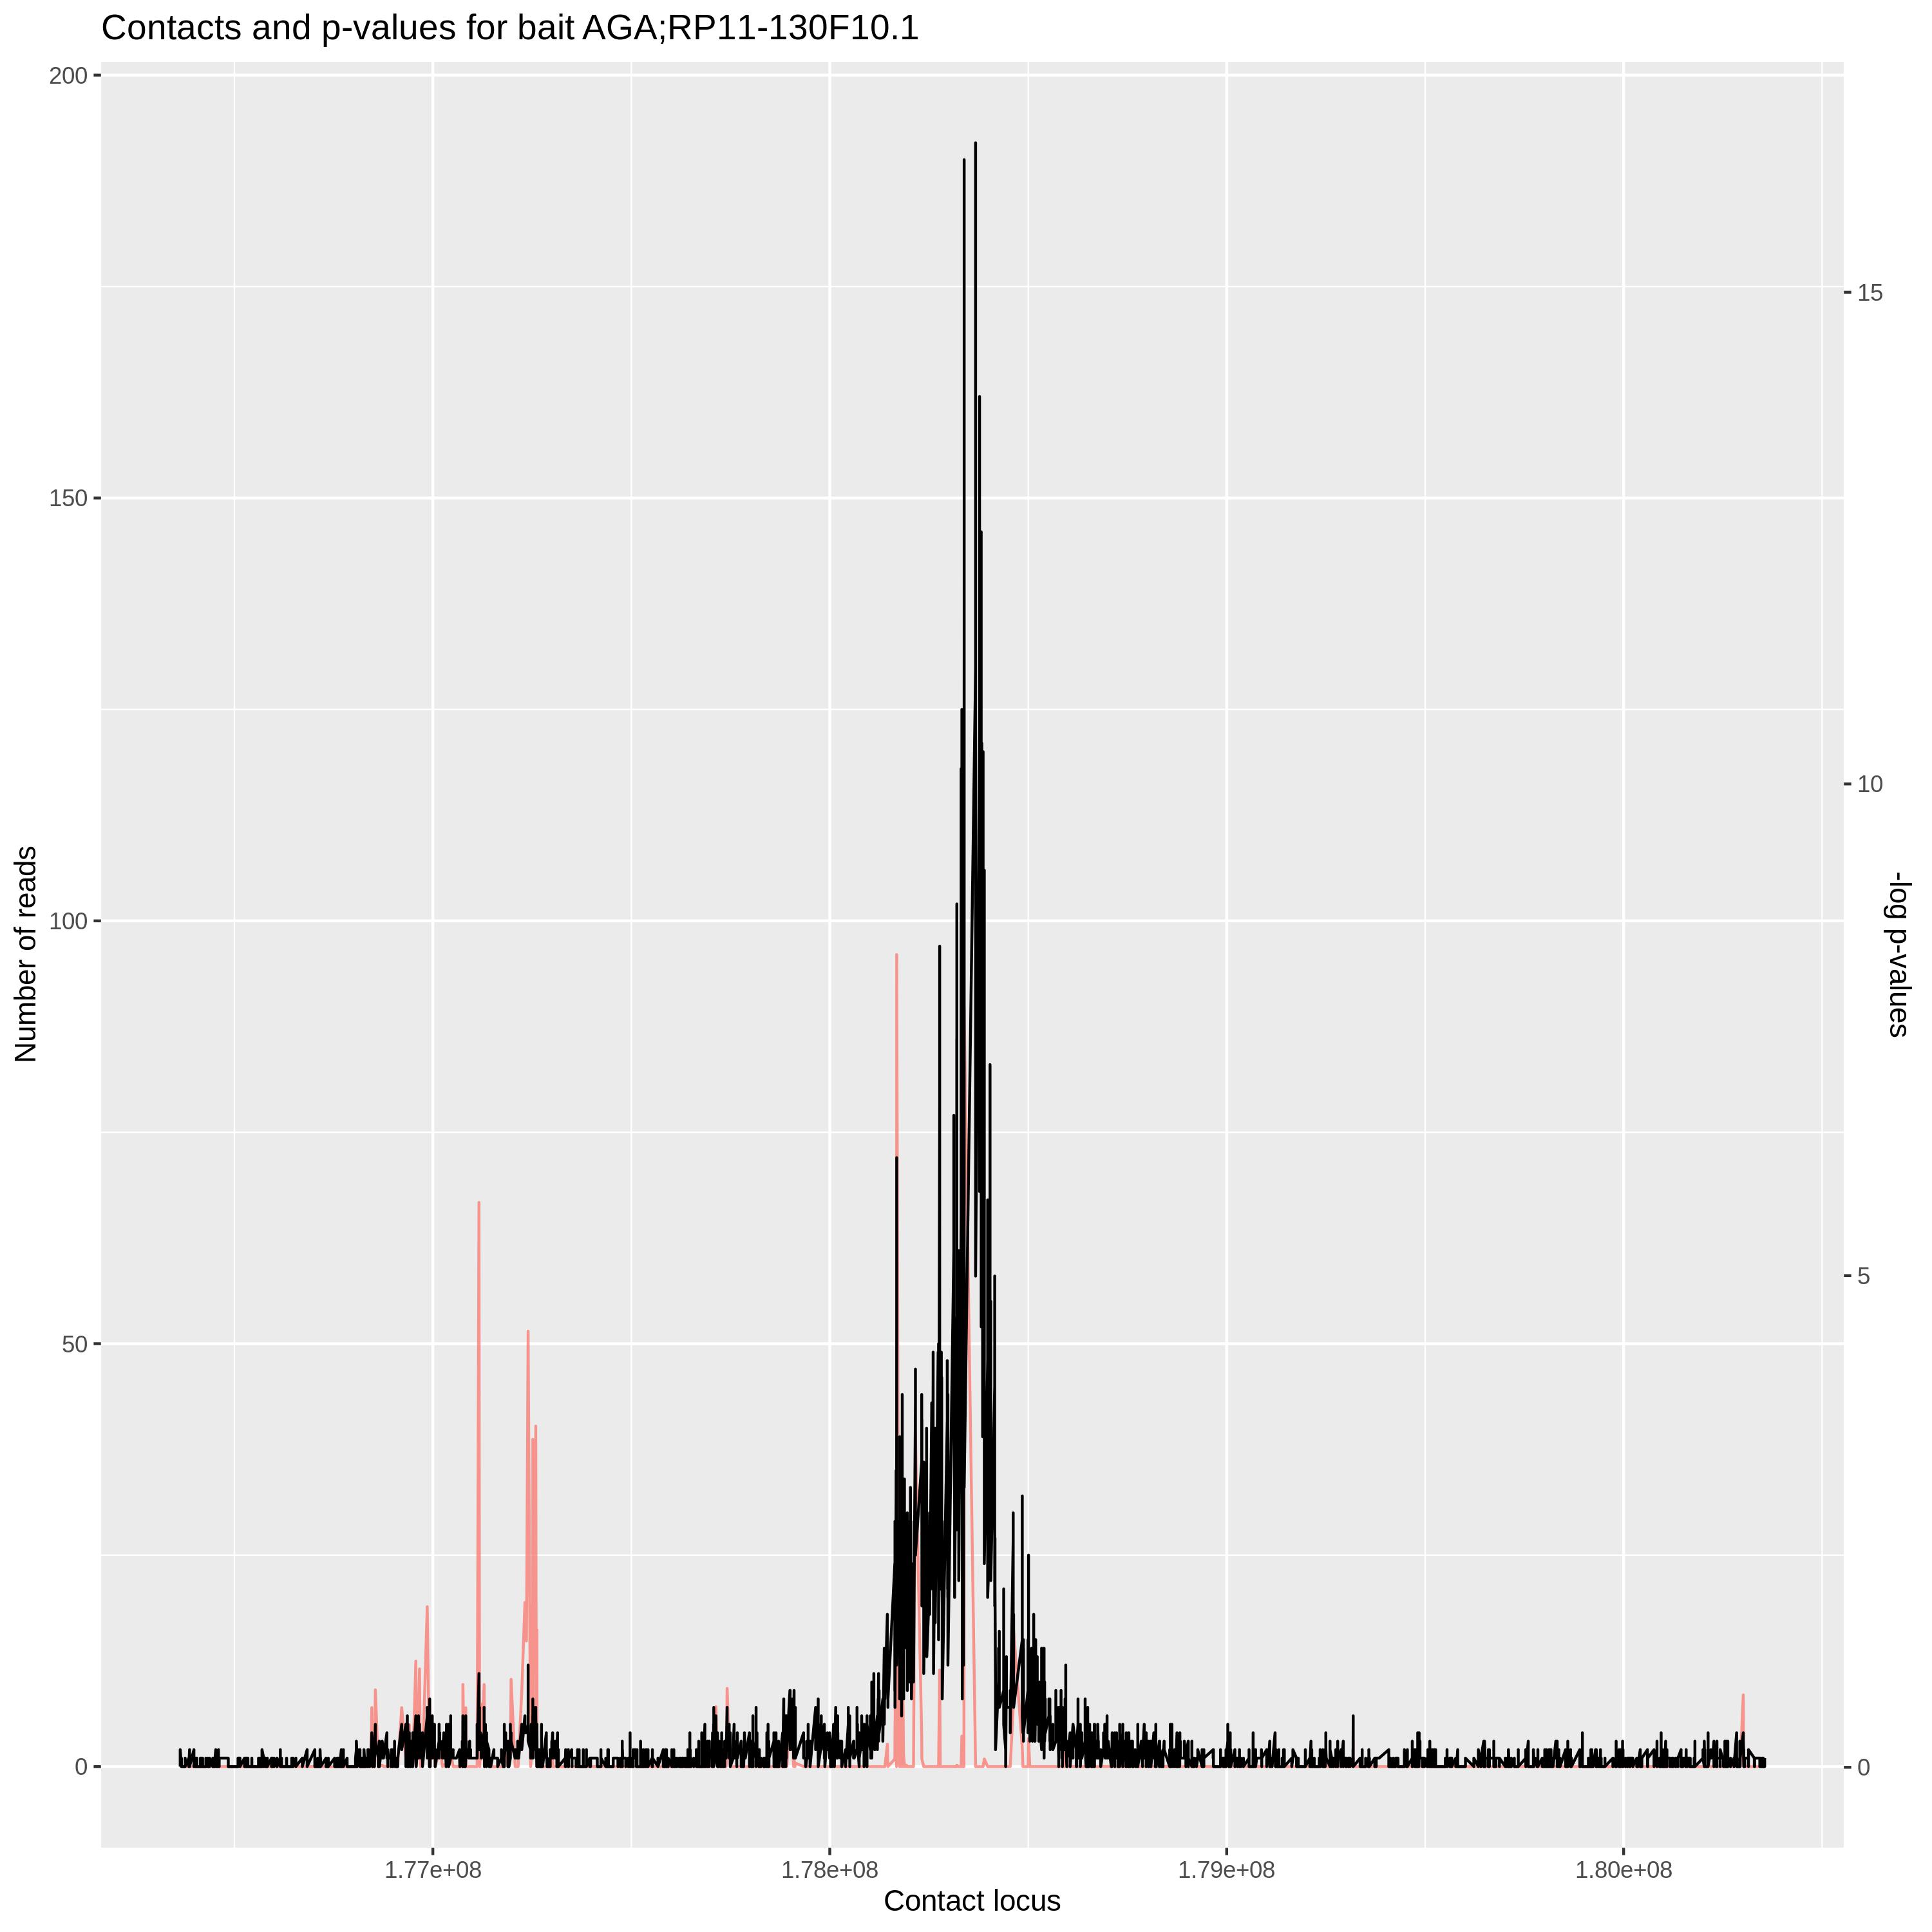 Contacts and p-values for bait AGA;RP11-130F10.1
200
150
100
50
0
Number of reads
15
10
5
0
-log p-values
1.77e+08
1.78e+08
1.79e+08
1.80e+08
Contact locus